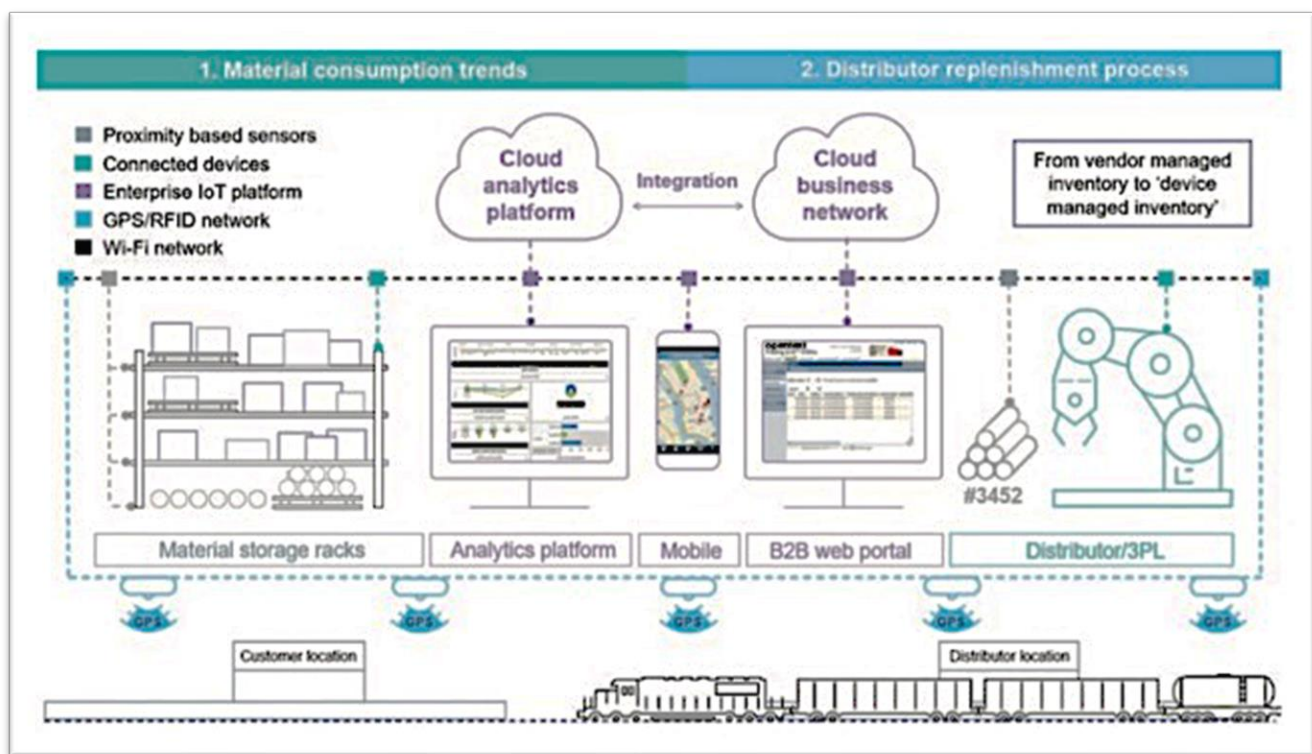 1. Material consumption trends
2. Distributor replenishment process
Proximity based sensors
Connected devices
Enterprise IoT platform
GPS/RFID network
Wi-Fi network
Cloud
analytics
platform
Integration
Cloud
business
network
From vendor managed
inventory to 'device
managed inventory'
opentext
#3452
Material storage racks
Analytics platform
Mobile
B2B web portal
Distributor/3PL
GPS
GPS
GPS
GPS
GPS
Customer location
Distributor location